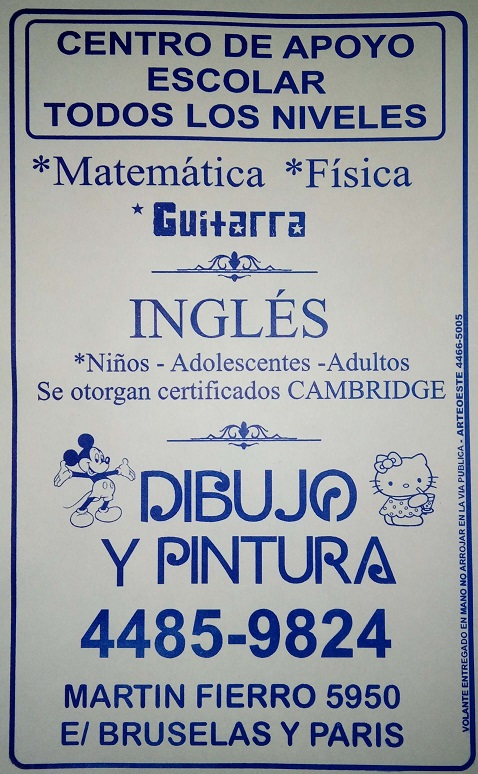 CENTRO DE APOYO
ESCOLAR
TODOS LOS NIVELES
*Matemática *Física
* Guitarra
INGLÉS
*Niños - Adolescentes -Adultos
Se otorgan certificados CAMBRIDGE
DIBUJO
Y PINTURA
4485-9824
MARTIN FIERRO 5950
E/ BRUSELAS Y PARIS
VOLANTE ENTREGADO EN MANO NO ARROJAR EN LA VIA PUBLICA - ARTEOESTE 4466-5005